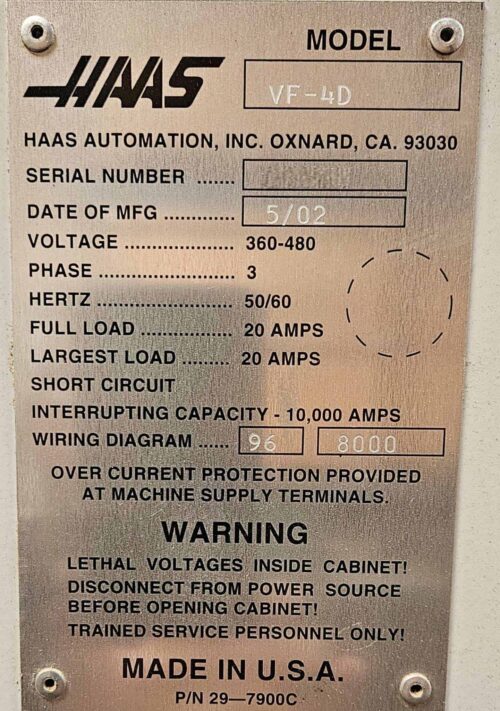 MODEL
HAAS VF-4D
HAAS AUTOMATION, INC. OXNARD, CA. 93030
SERIAL NUMBER .......
DATE OF MFG ............. 5/02
VOLTAGE .................... 360-480
PHASE ......................... 3
HERTZ ......................... 50/60
FULL LOAD ................. 20 AMPS
LARGEST LOAD .......... 20 AMPS
SHORT CIRCUIT
INTERRUPTING CAPACITY - 10,000 AMPS
WIRING DIAGRAM ...... 96 8000
OVER CURRENT PROTECTION PROVIDED
AT MACHINE SUPPLY TERMINALS.
WARNING
LETHAL VOLTAGES INSIDE CABINET!
DISCONNECT FROM POWER SOURCE
BEFORE OPENING CABINET!
TRAINED SERVICE PERSONNEL ONLY!
MADE IN U.S.A.
P/N 29—7900C